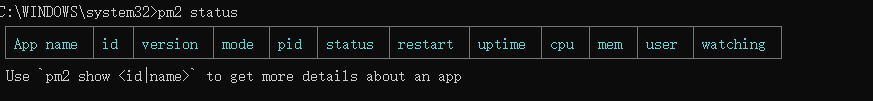 C:\WINDOWS\system32>pm2 status
App name id version mode pid status restart uptime cpu mem user watching
Use `pm2 show <id|name>` to get more details about an app